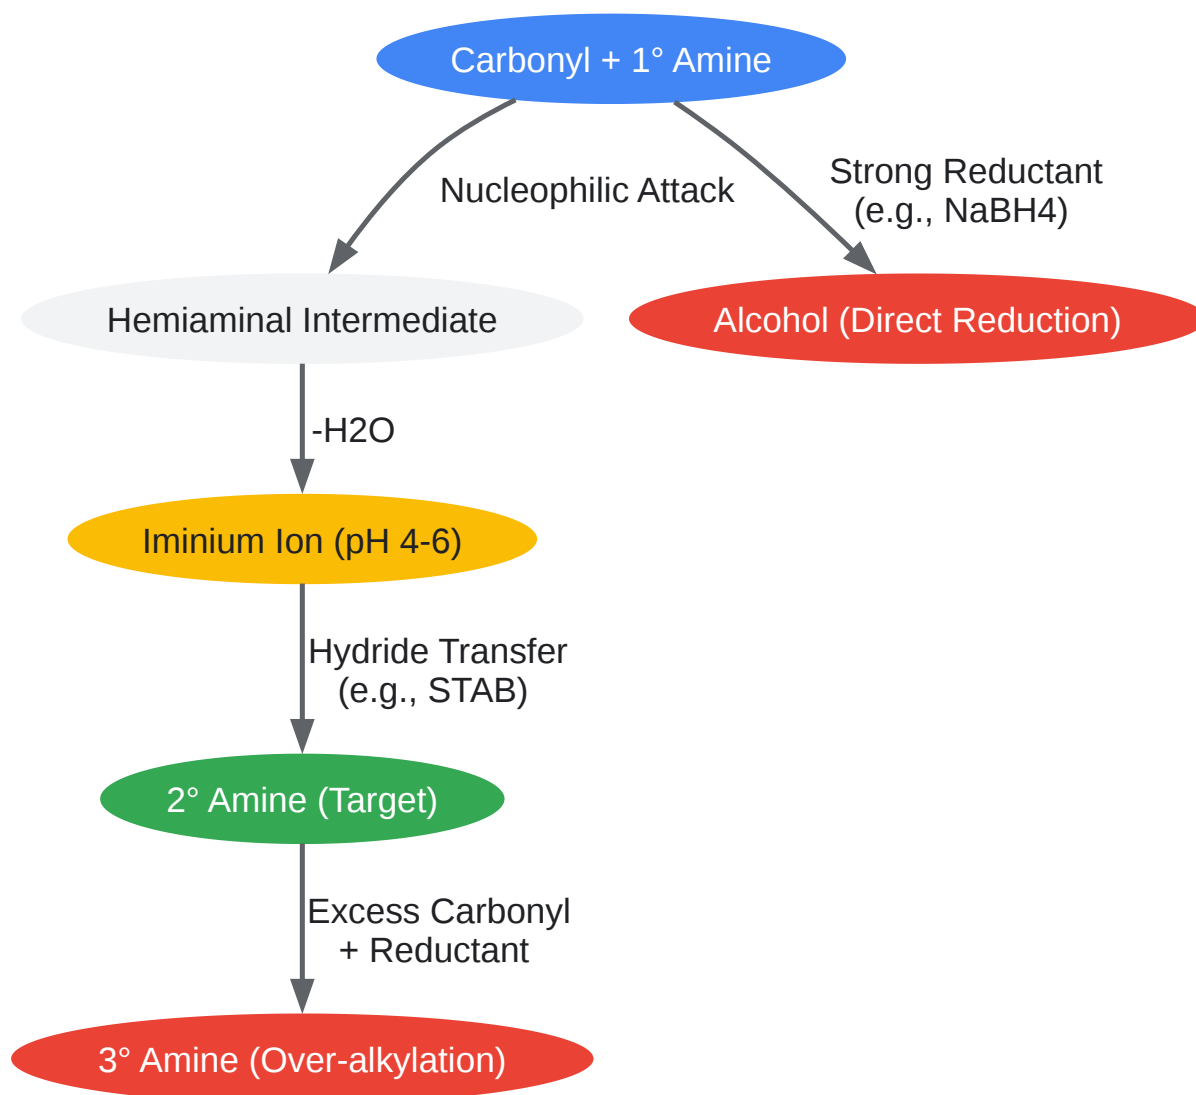 Carbonyl + 1° Amine
Nucleophilic Attack
Strong Reductant
(e.g., NaBH4)
Hemiaminal Intermediate
Alcohol (Direct Reduction)
-H2O
Iminium Ion (pH 4-6)
Hydride Transfer
(e.g., STAB)
2° Amine (Target)
Excess Carbonyl
+ Reductant
3° Amine (Over-alkylation)